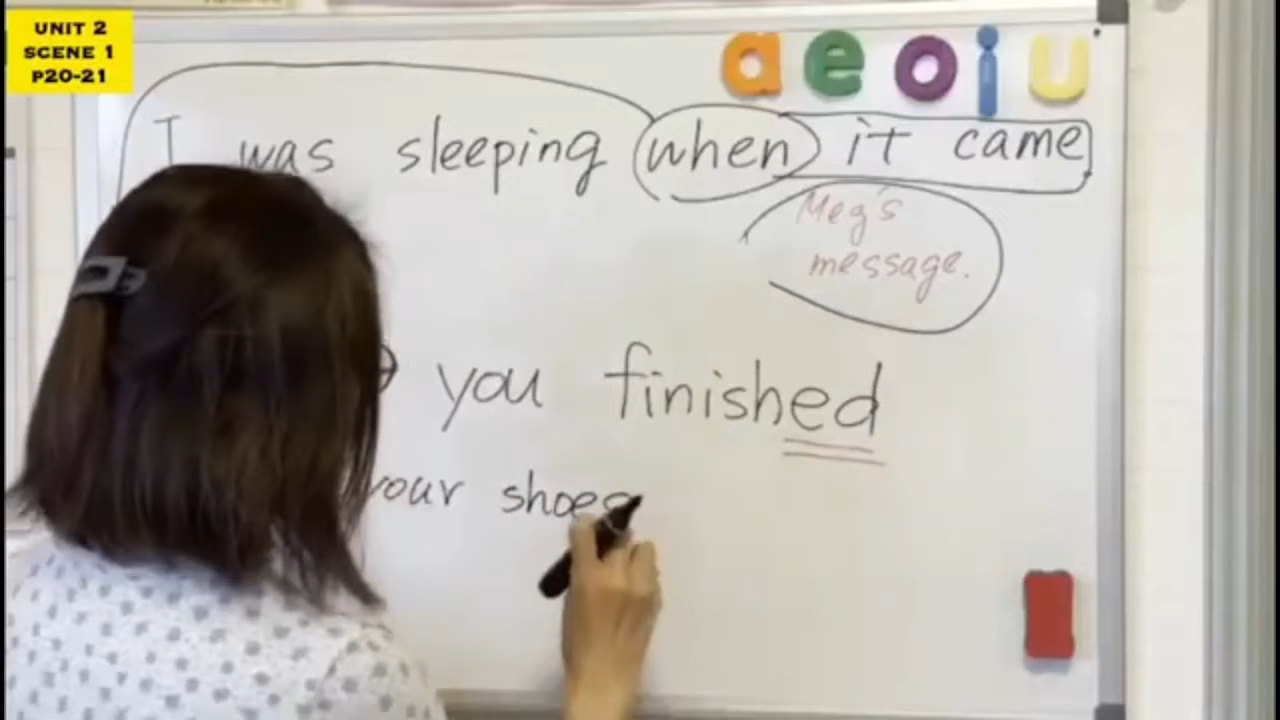 UNIT 2
SCENE 1
P20-21
a e o i u
I was sleeping when it came
Meg's
message.
you finished
your shoes